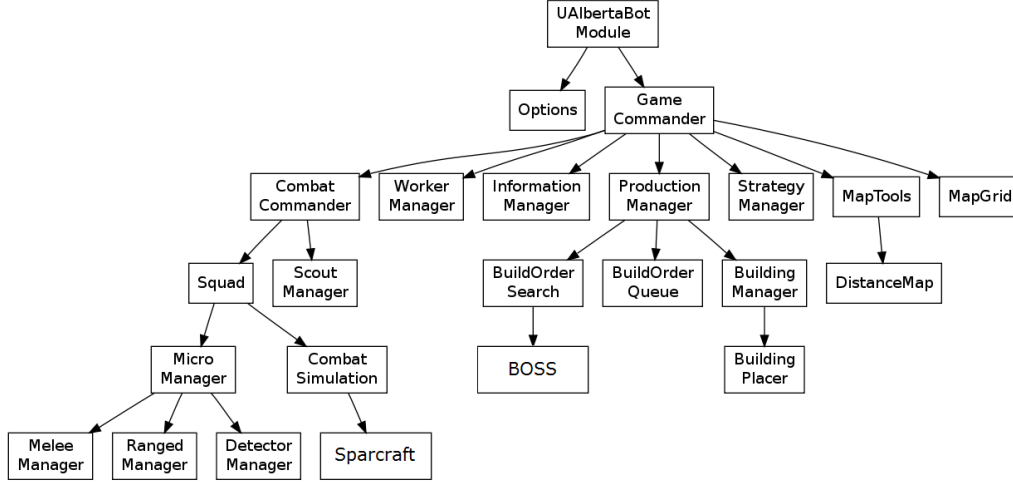 UAlbertaBot
Module
Options
Game
Commander
Combat
Commander
Worker
Manager
Information
Manager
Production
Manager
Strategy
Manager
MapTools
MapGrid
Squad
Scout
Manager
BuildOrder
Search
BuildOrder
Queue
Building
Manager
DistanceMap
Micro
Manager
Combat
Simulation
BOSS
Building
Placer
Melee
Manager
Ranged
Manager
Detector
Manager
Sparcraft